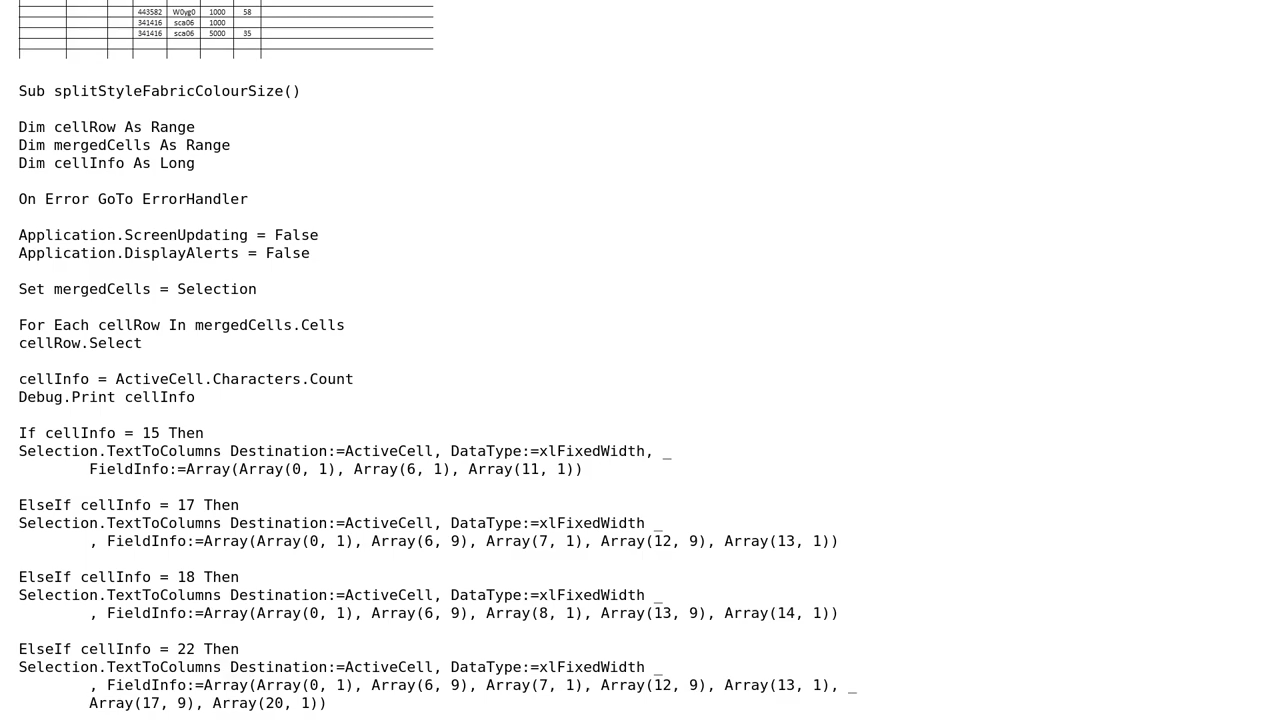 443582 W0yg0 1000 58
341416 sca06 1000
341416 sca06 5000 35
Sub splitStyleFabricColourSize()
Dim cellRow As Range
Dim mergedCells As Range
Dim cellInfo As Long
On Error GoTo ErrorHandler
Application.ScreenUpdating = False
Application.DisplayAlerts = False
Set mergedCells = Selection
For Each cellRow In mergedCells.Cells
cellRow.Select
cellInfo = ActiveCell.Characters.Count
Debug.Print cellInfo
If cellInfo = 15 Then
Selection.TextToColumns Destination:=ActiveCell, DataType:=xlFixedWidth, _
FieldInfo:=Array(Array(0, 1), Array(6, 1), Array(11, 1))
ElseIf cellInfo = 17 Then
Selection.TextToColumns Destination:=ActiveCell, DataType:=xlFixedWidth _
, FieldInfo:=Array(Array(0, 1), Array(6, 9), Array(7, 1), Array(12, 9), Array(13, 1))
ElseIf cellInfo = 18 Then
Selection.TextToColumns Destination:=ActiveCell, DataType:=xlFixedWidth _
, FieldInfo:=Array(Array(0, 1), Array(6, 9), Array(8, 1), Array(13, 9), Array(14, 1))
ElseIf cellInfo = 22 Then
Selection.TextToColumns Destination:=ActiveCell, DataType:=xlFixedWidth _
, FieldInfo:=Array(Array(0, 1), Array(6, 9), Array(7, 1), Array(12, 9), Array(13, 1), _
Array(17, 9), Array(20, 1))